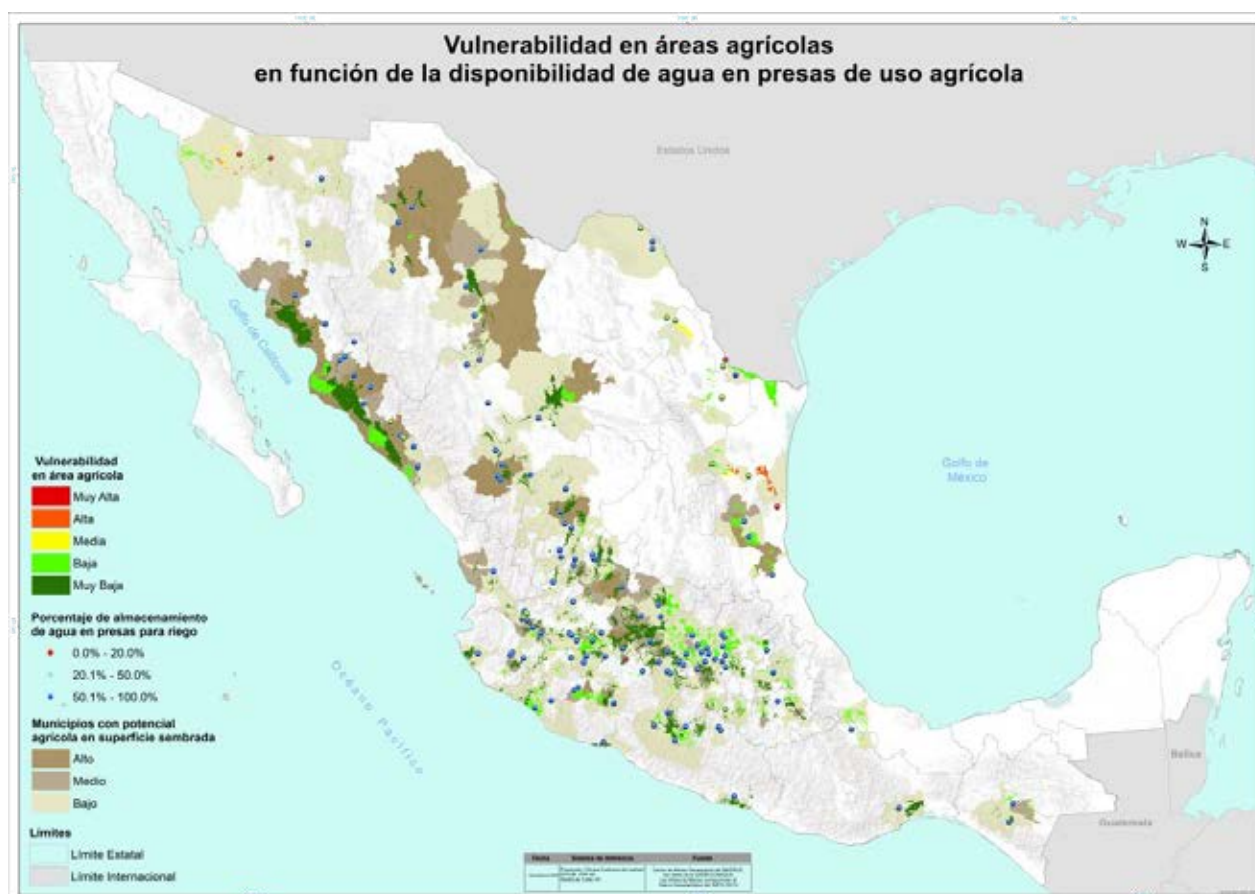 Vulnerabilidad en áreas agrícolas
en función de la disponibilidad de agua en presas de uso agrícola
Estados Unidos
N
W E
S
Golfo de California
Golfo de
México
Vulnerabilidad
en área agrícola
Muy Alta
Alta
Media
Baja
Muy Baja
Porcentaje de almacenamiento
de agua en presas para riego
0.0% - 20.0%
20.1% - 50.0%
50.1% - 100.0%
Océano Pacífico
Municipios con potencial
agrícola en superficie sembrada
Alto
Medio
Bajo
Belice
Guatemala
Límites
Límite Estatal
Límite Internacional
Fecha
Fuente